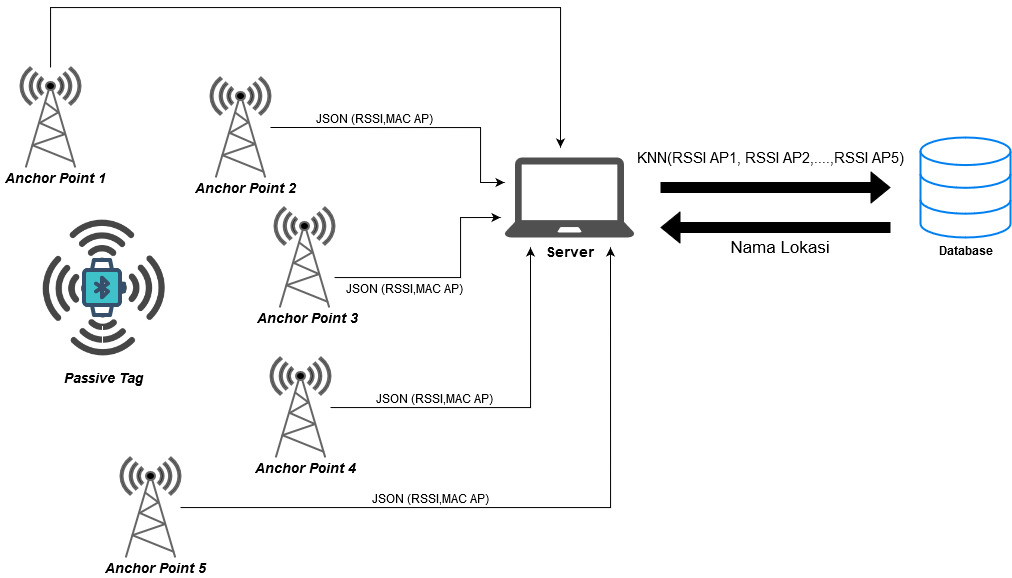 Anchor Point 1
Anchor Point 2
JSON (RSSI,MAC AP)
KNN(RSSI AP1, RSSI AP2,....,RSSI AP5)
Nama Lokasi
Server
Database
JSON (RSSI,MAC AP)
Anchor Point 3
Passive Tag
JSON (RSSI,MAC AP)
Anchor Point 4
JSON (RSSI,MAC AP)
Anchor Point 5